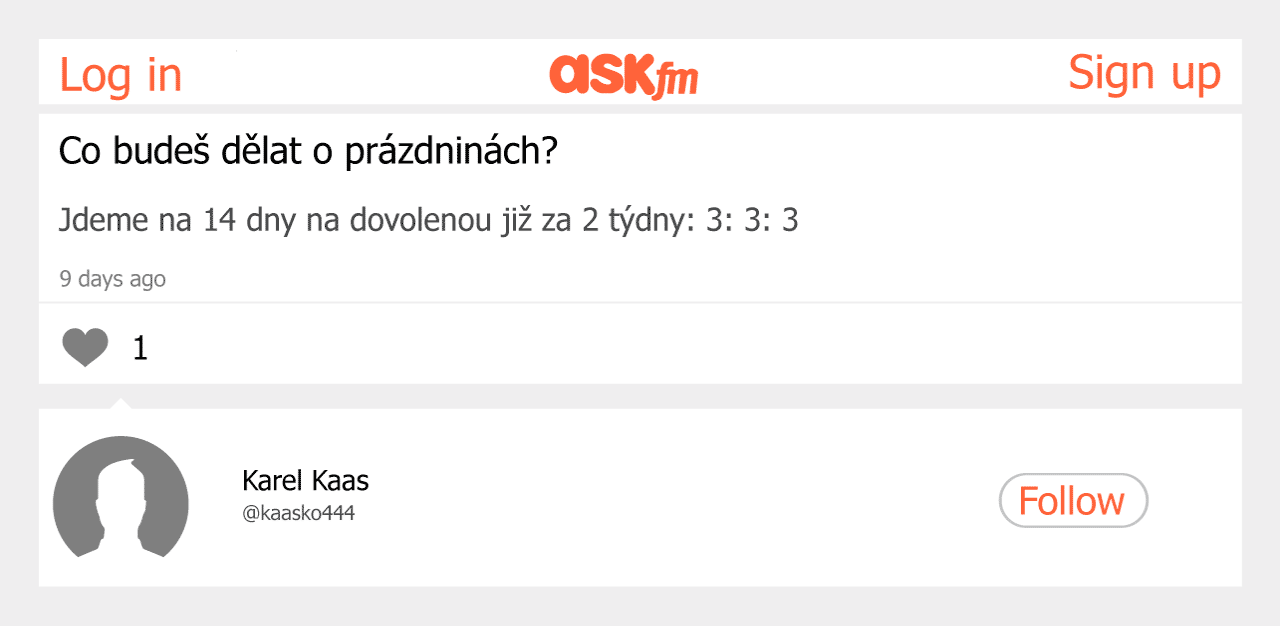 Log in
askfm
Sign up
Co budeš dělat o prázdninách?
Jdeme na 14 dny na dovolenou již za 2 týdny: 3: 3: 3
9 days ago
1
Karel Kaas
@kaasko444
Follow